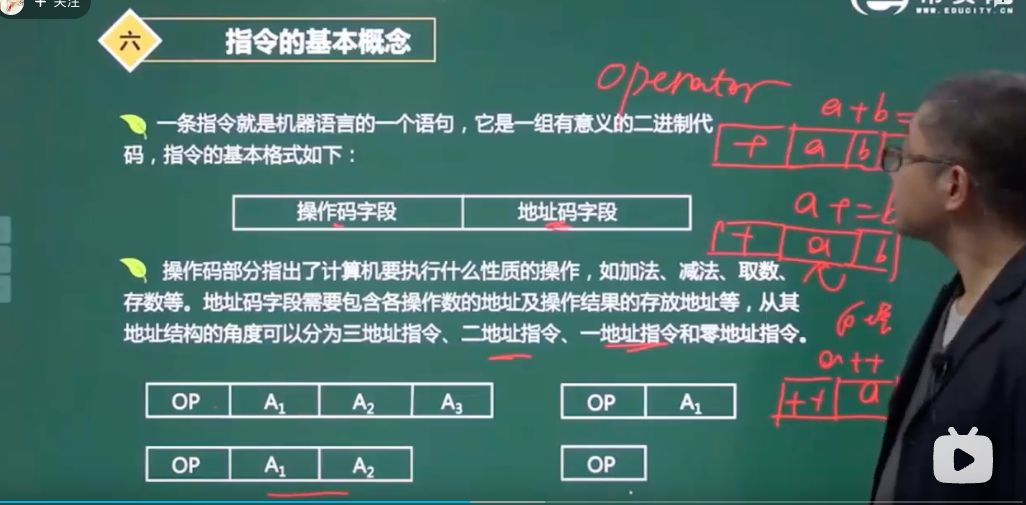 十 关注
WWW.EDUCITY.CN
六
指令的基本概念
operator
a+b=
一条指令就是机器语言的一个语句，它是一组有意义的二进制代
码，指令的基本格式如下：
+ a b
操作码字段 地址码字段
a+=b
+ a b
操作码部分指出了计算机要执行什么性质的操作，如加法、减法、取数、
存数等。地址码字段需要包含各操作数的地址及操作结果的存放地址等，从其
地址结构的角度可以分为三地址指令、二地址指令、一地址指令和零地址指令。
a++
++ a
OP A₁ A₂ A₃
OP A₁
OP A₁ A₂
OP